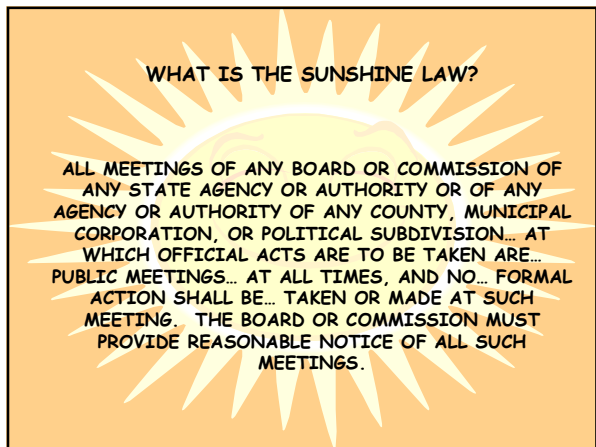 WHAT IS THE SUNSHINE LAW?
ALL MEETINGS OF ANY BOARD OR COMMISSION OF
ANY STATE AGENCY OR AUTHORITY OR OF ANY
AGENCY OR AUTHORITY OF ANY COUNTY, MUNICIPAL
CORPORATION, OR POLITICAL SUBDIVISION… AT
WHICH OFFICIAL ACTS ARE TO BE TAKEN ARE…
PUBLIC MEETINGS… AT ALL TIMES, AND NO… FORMAL
ACTION SHALL BE… TAKEN OR MADE AT SUCH
MEETING. THE BOARD OR COMMISSION MUST
PROVIDE REASONABLE NOTICE OF ALL SUCH
MEETINGS.